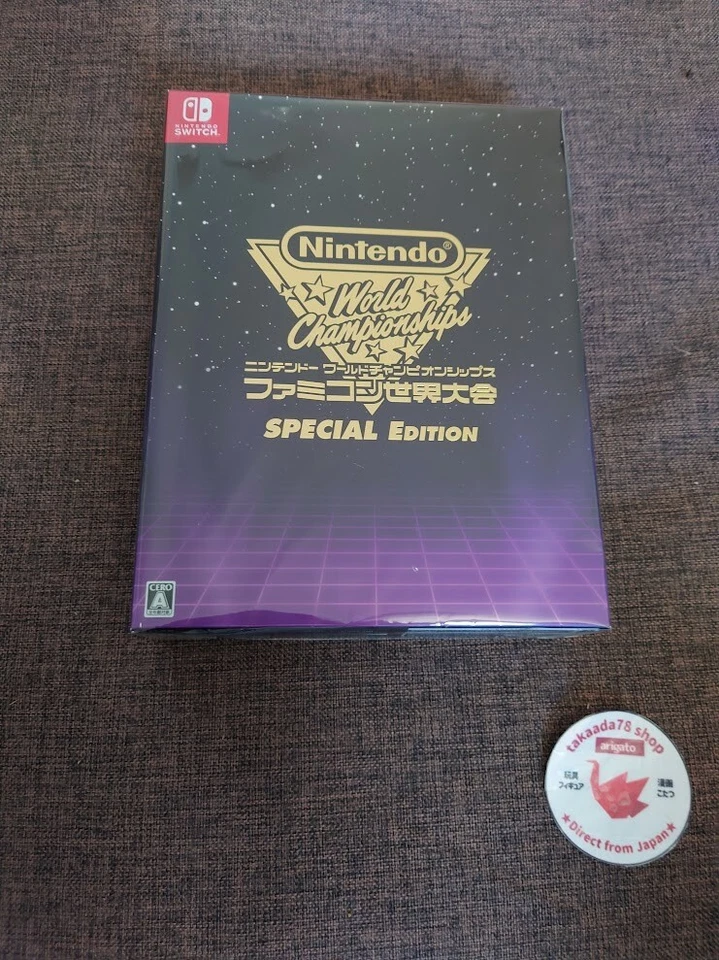 NINTENDO
SWITCH
Nintendo®
World
Championships
ニンテンドー ワールドチャンピオンシップス
ファミコン世界大会
SPECIAL EDITION
CERO
A
takaada78 shop
arigato
玩具
フィギュア
漫画
こたつ
★Direct from Japan★